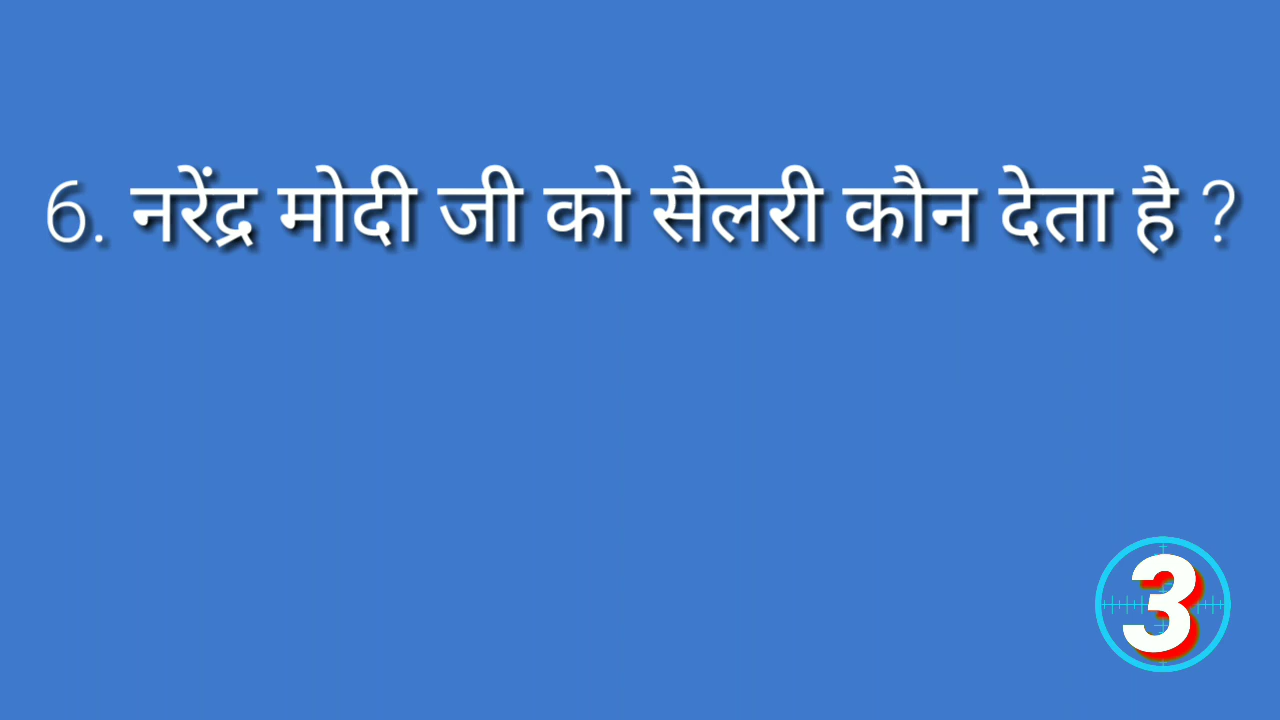 6. नरेंद्र मोदी जी को सैलरी कौन देता है ?
3